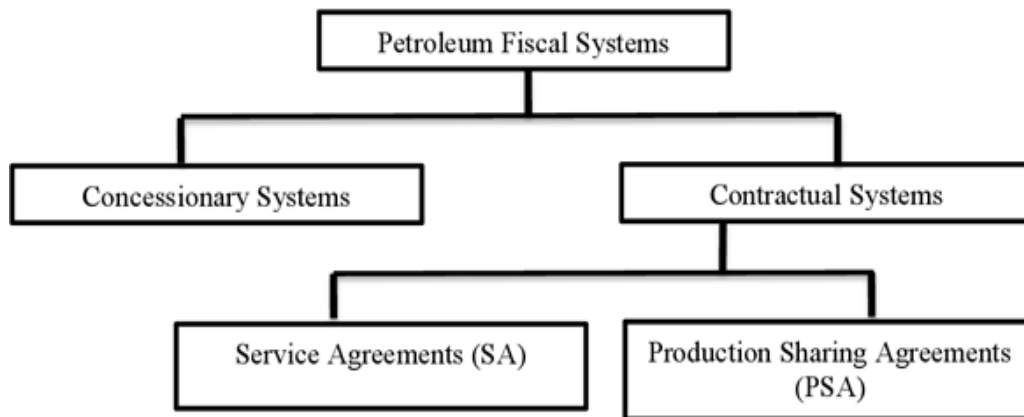 Petroleum Fiscal Systems
Concessionary Systems
Contractual Systems
Service Agreements (SA)
Production Sharing Agreements
(PSA)